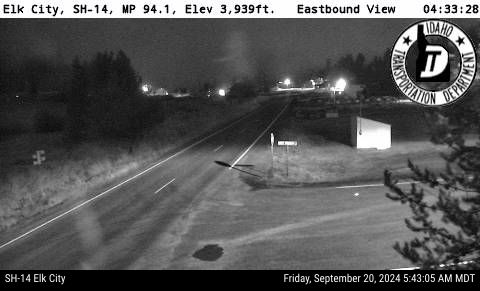 Elk City, SH-14, MP 94.1, Elev 3,939ft. Eastbound View 04:33:28
IDAHO
TRANSPORTATION DEPARTMENT
SH-14 Elk City Friday, September 20, 2024 5:43:05 AM MDT